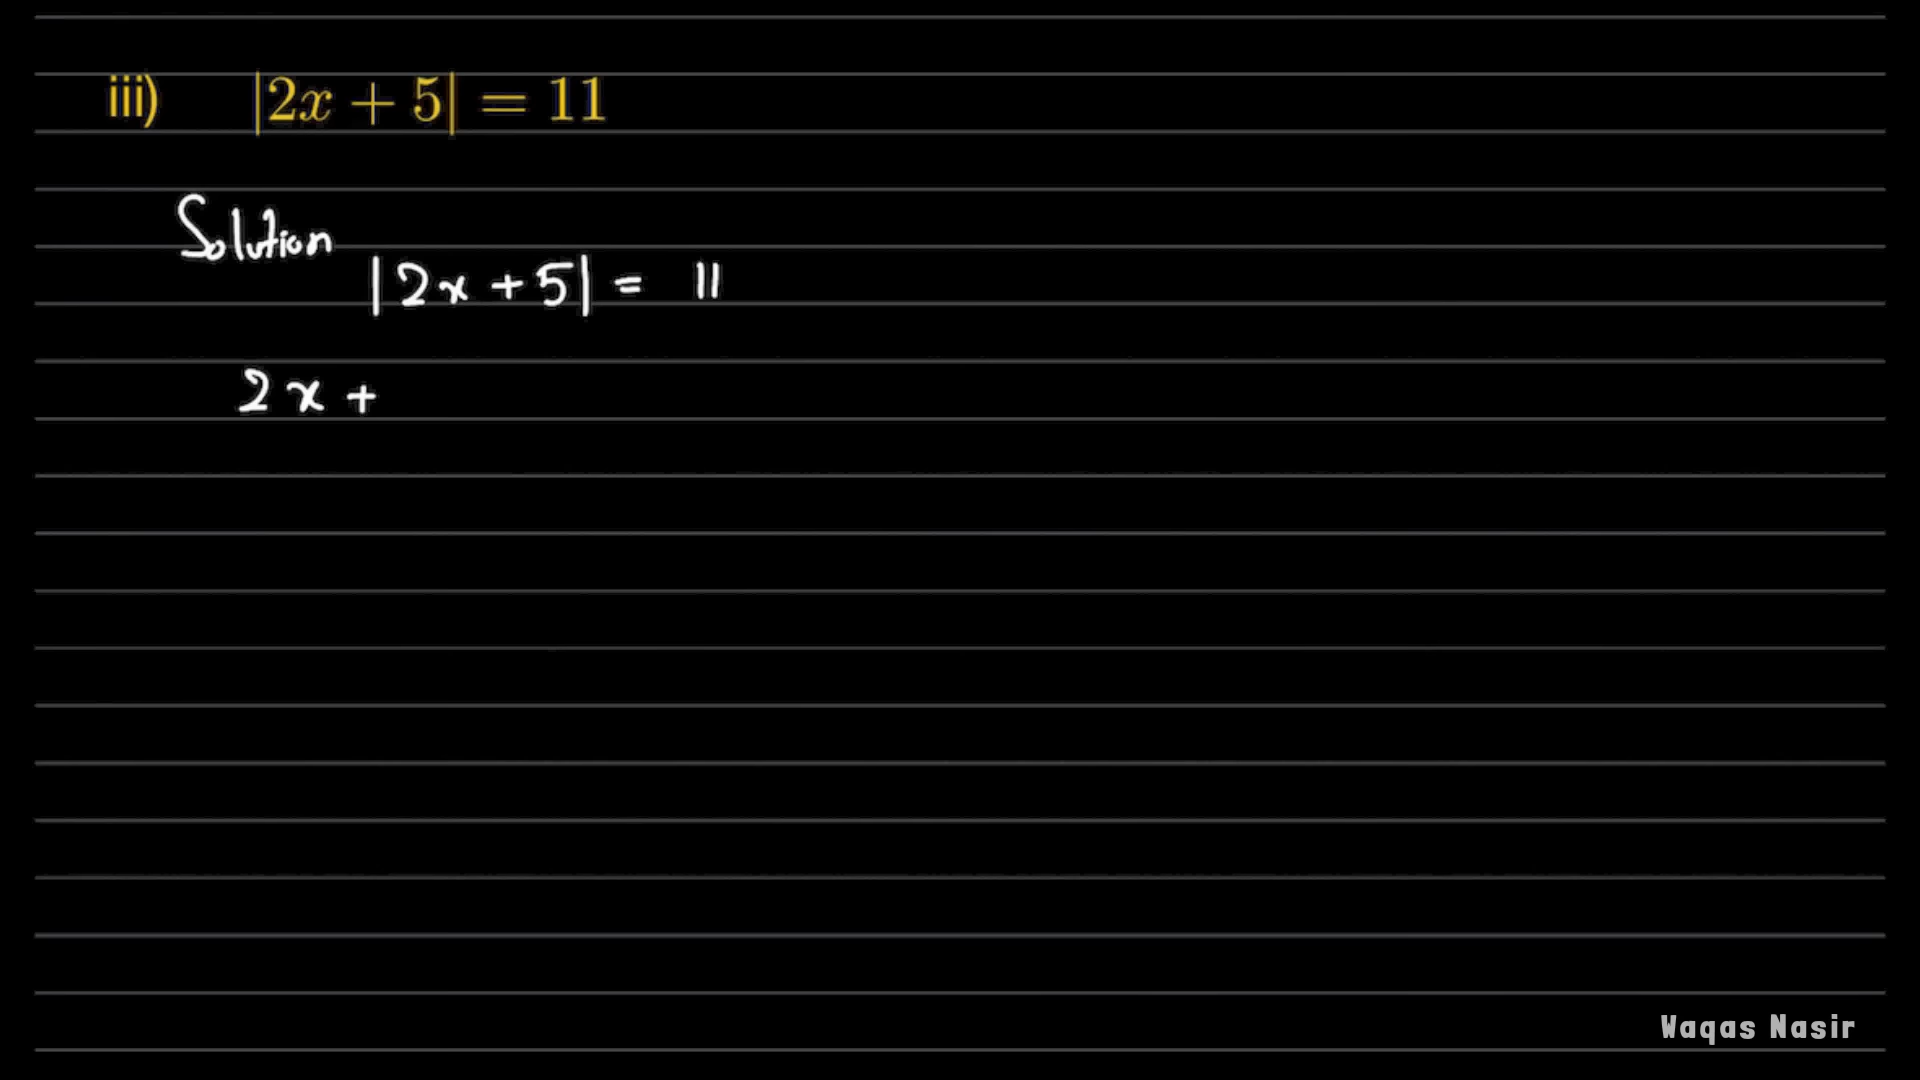 iii) |2x + 5| = 11
Solution
|2x + 5| = 11
2x +
Waqas Nasir